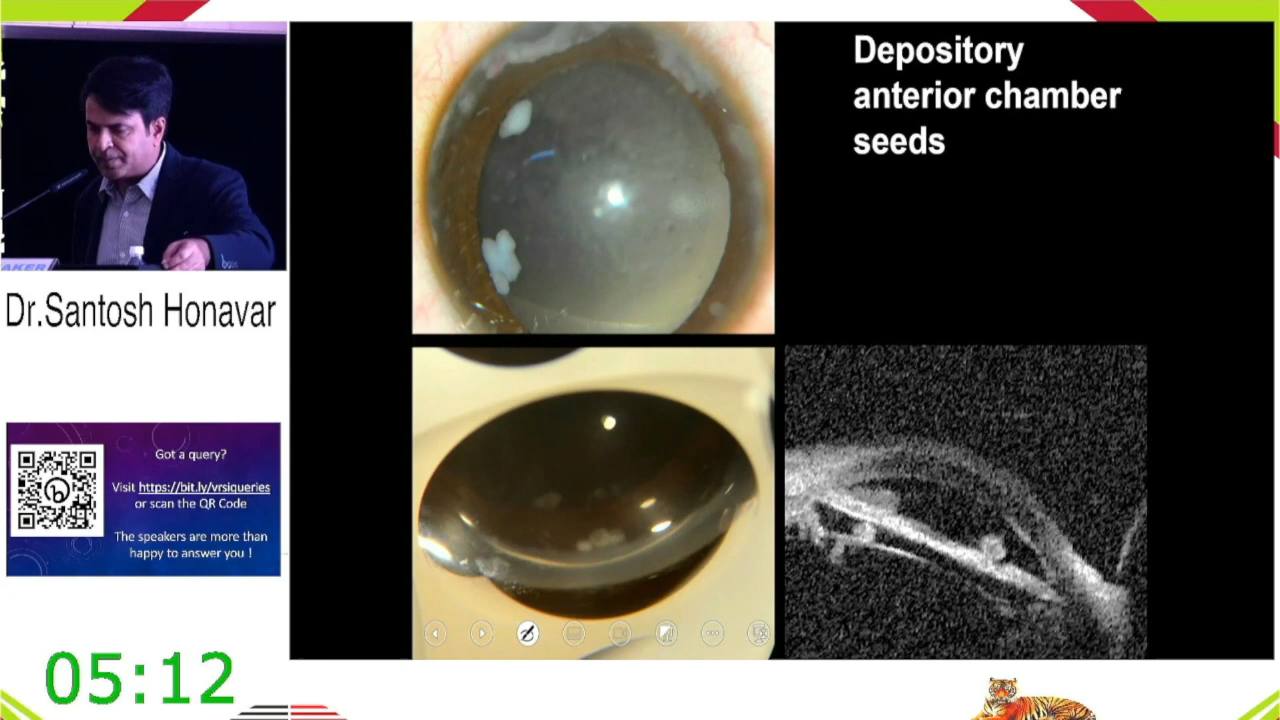 Depository
anterior chamber
seeds
AKER
Dr.Santosh Honavar
Got a query?
Visit https://bit.ly/vrsiqueries
or scan the QR Code
The speakers are more than
happy to answer you !
05:12